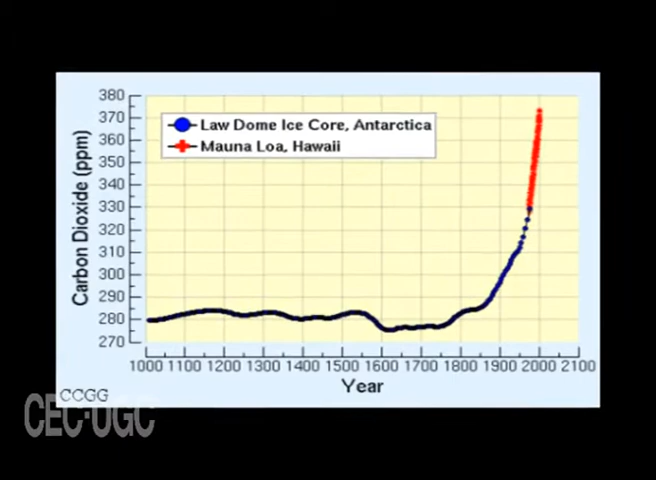 380
370
360
350
340
330
320
310
300
290
280
270
Carbon Dioxide (ppm)
Law Dome Ice Core, Antarctica
Mauna Loa, Hawaii
1000 1100 1200 1300 1400 1500 1600 1700 1800 1900 2000 2100
Year
CCGG
CEC-UGC